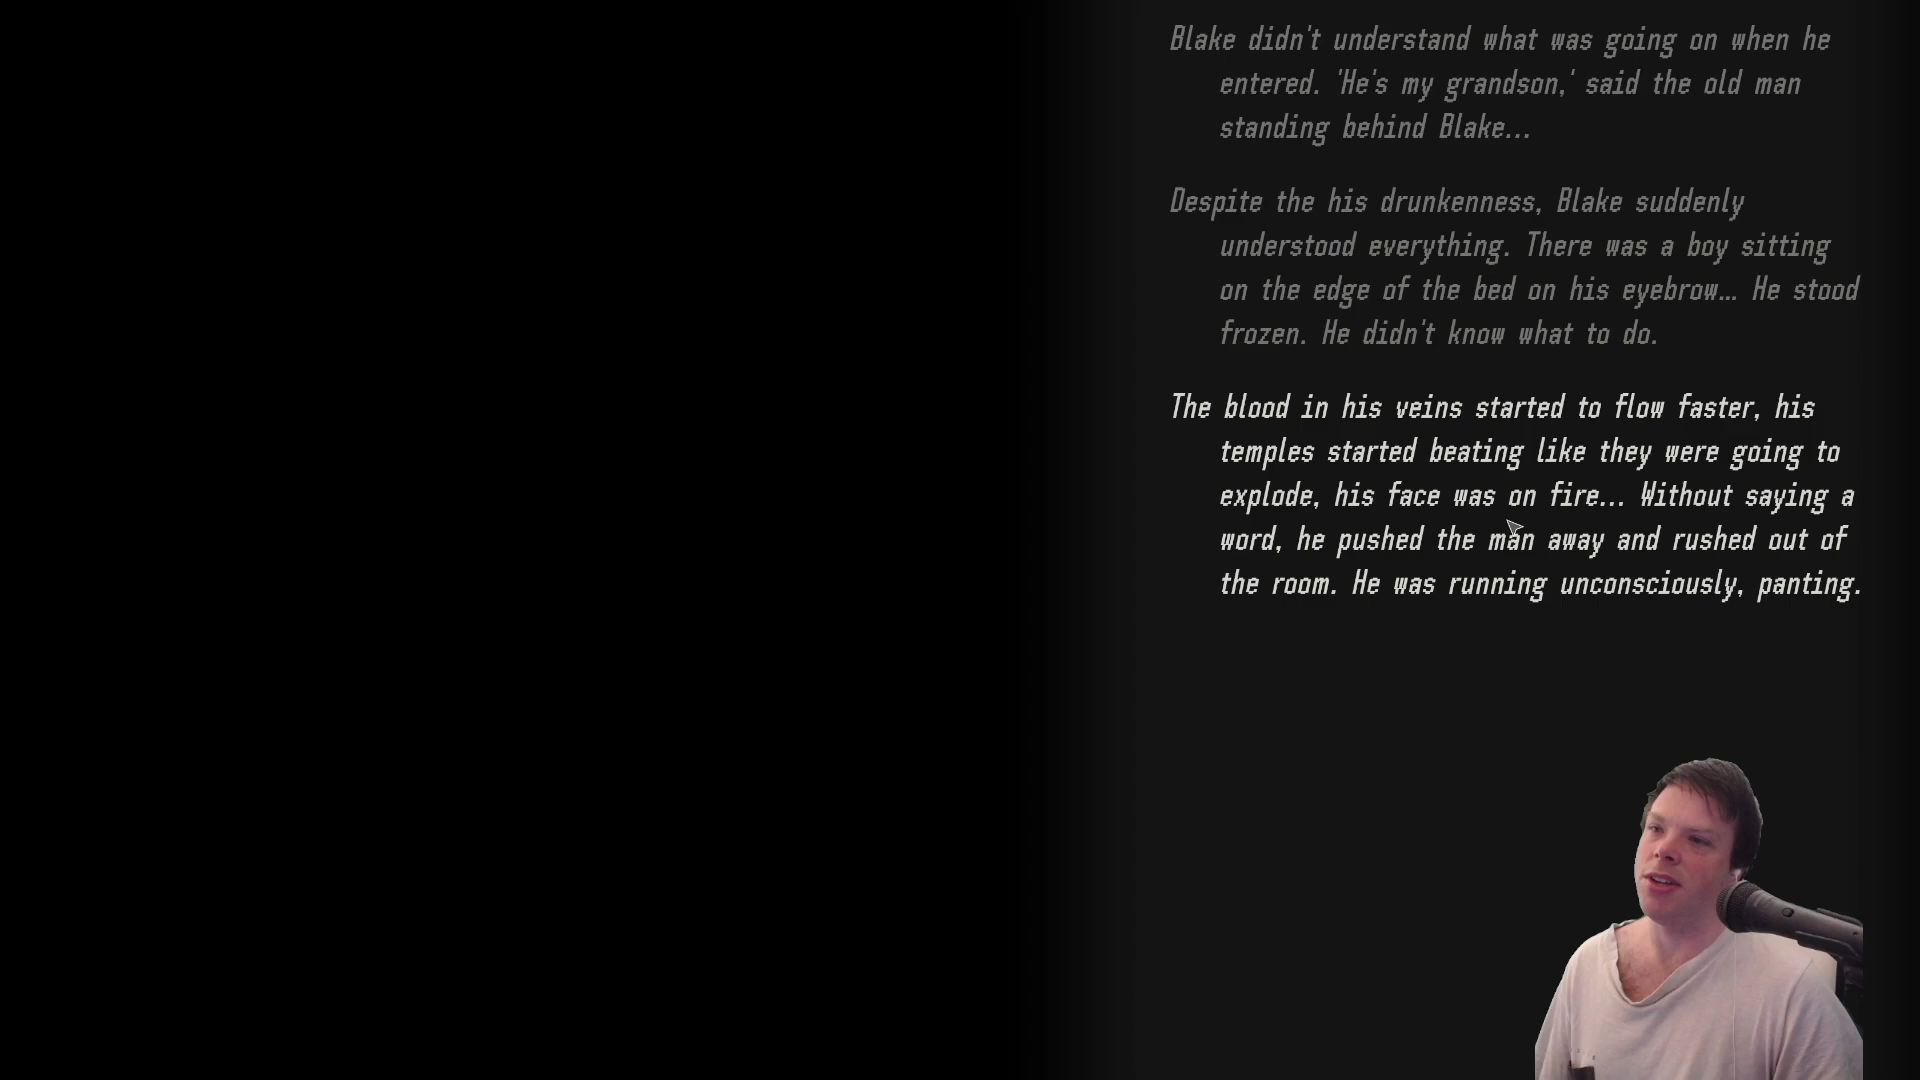 Blake didn't understand what was going on when he
entered. 'He's my grandson,' said the old man
standing behind Blake...
Despite the his drunkenness, Blake suddenly
understood everything. There was a boy sitting
on the edge of the bed on his eyebrow... He stood
frozen. He didn't know what to do.
The blood in his veins started to flow faster, his
temples started beating like they were going to
explode, his face was on fire... Without saying a
word, he pushed the man away and rushed out of
the room. He was running unconsciously, panting.